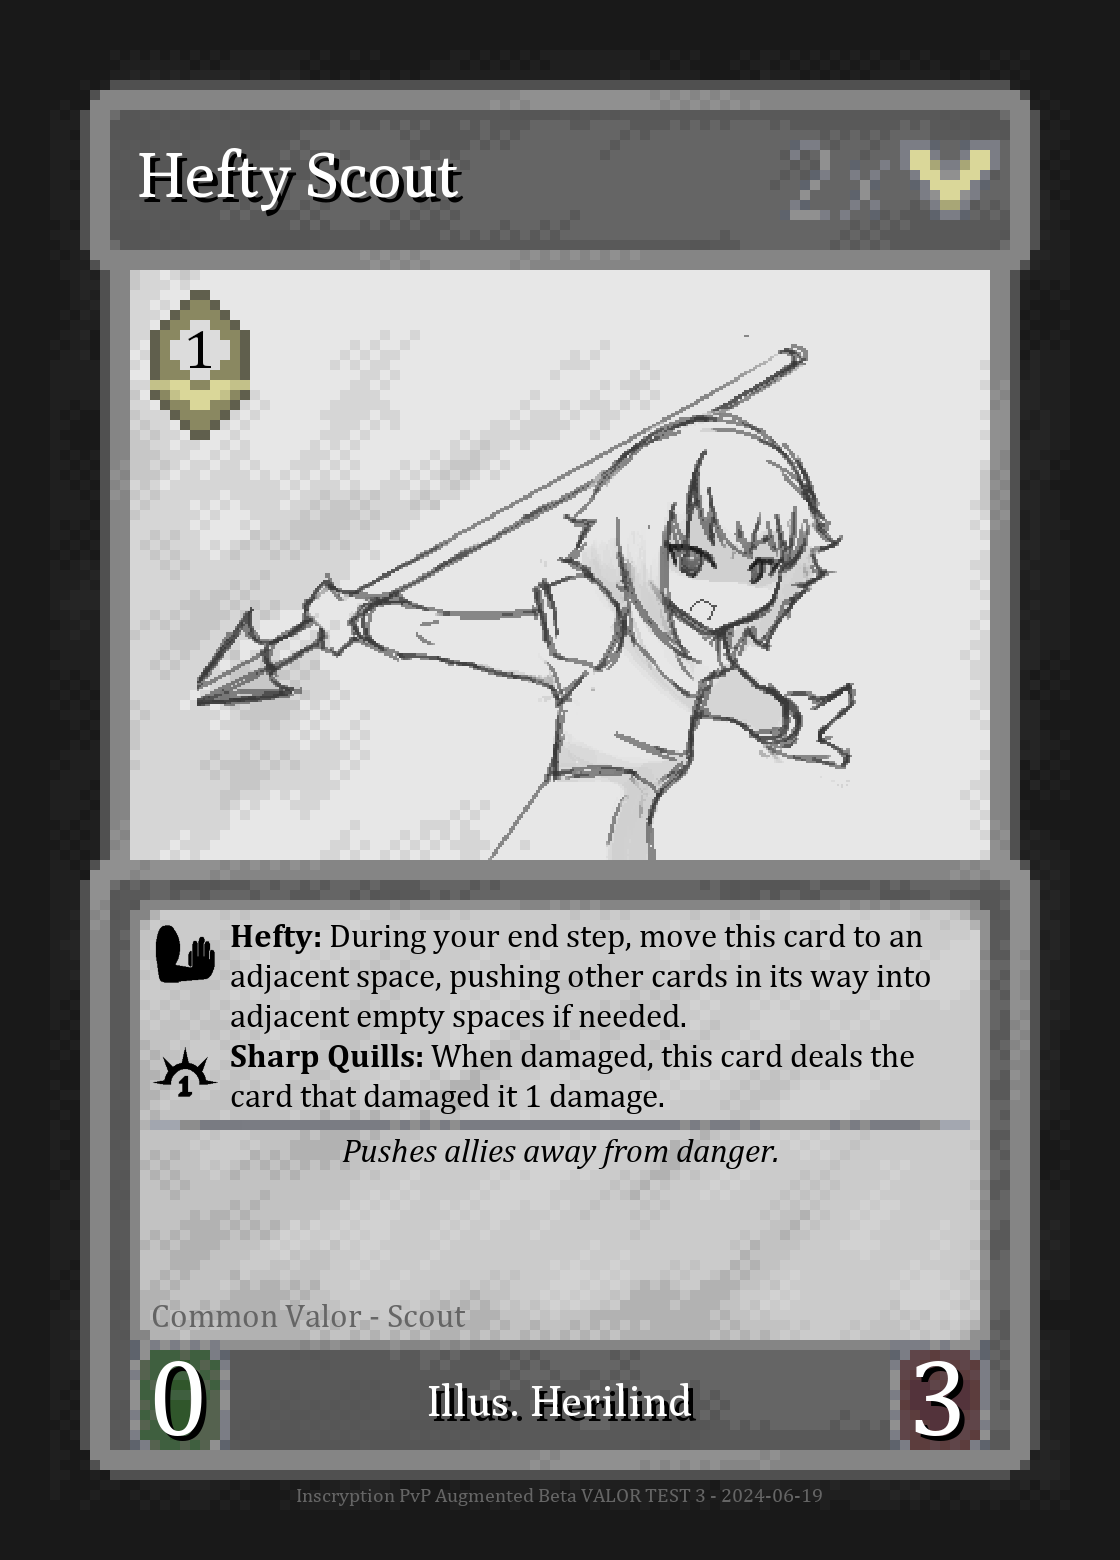 Hefty Scout
2x
1
Hefty: During your end step, move this card to an
adjacent space, pushing other cards in its way into
adjacent empty spaces if needed.
1
Sharp Quills: When damaged, this card deals the
card that damaged it 1 damage.
Pushes allies away from danger.
Common Valor - Scout
0
Illus. Herilind
3
Inscryption PvP Augmented Beta VALOR TEST 3 - 2024-06-19